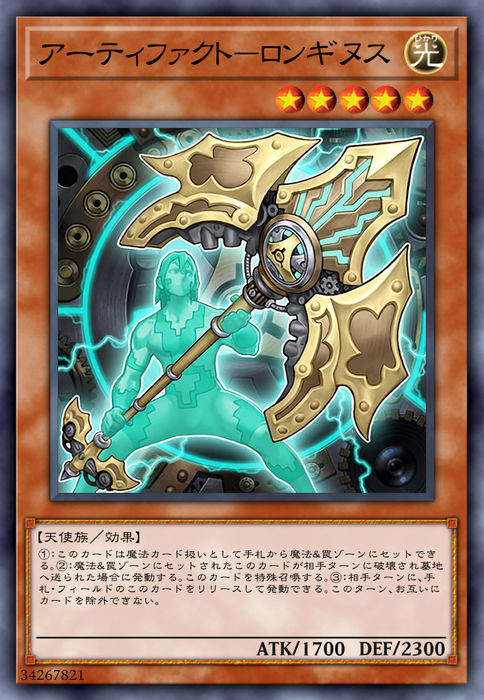 アーティファクト－ロンギヌス
ひかり
光
【天使族／効果】
①：このカードは魔法カード扱いとして手札から魔法&罠ゾーンにセットでき
る。②：魔法&罠ゾーンにセットされたこのカードが相手ターンに破壊され墓地
へ送られた場合に発動する。このカードを特殊召喚する。③：相手ターンに、手
札・フィールドのこのカードをリリースして発動できる。このターン、お互いに
カードを除外できない。
ATK/1700 DEF/2300
34267821